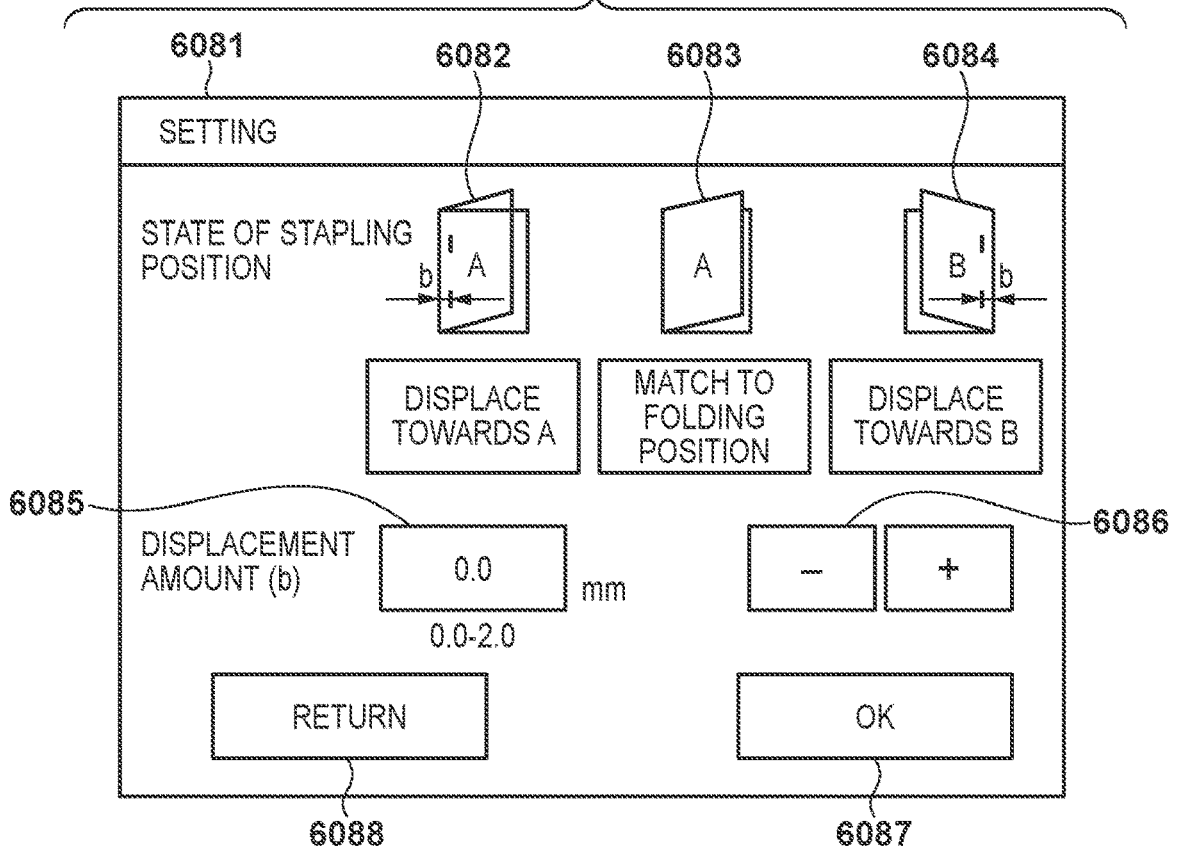 6081
6082
6083
6084
SETTING
STATE OF STAPLING
POSITION
b
A
A
B
b
DISPLACE
TOWARDS A
MATCH TO
FOLDING
POSITION
DISPLACE
TOWARDS B
6085
6086
DISPLACEMENT
AMOUNT (b)
0.0
mm
–
+
0.0-2.0
RETURN
OK
6088
6087